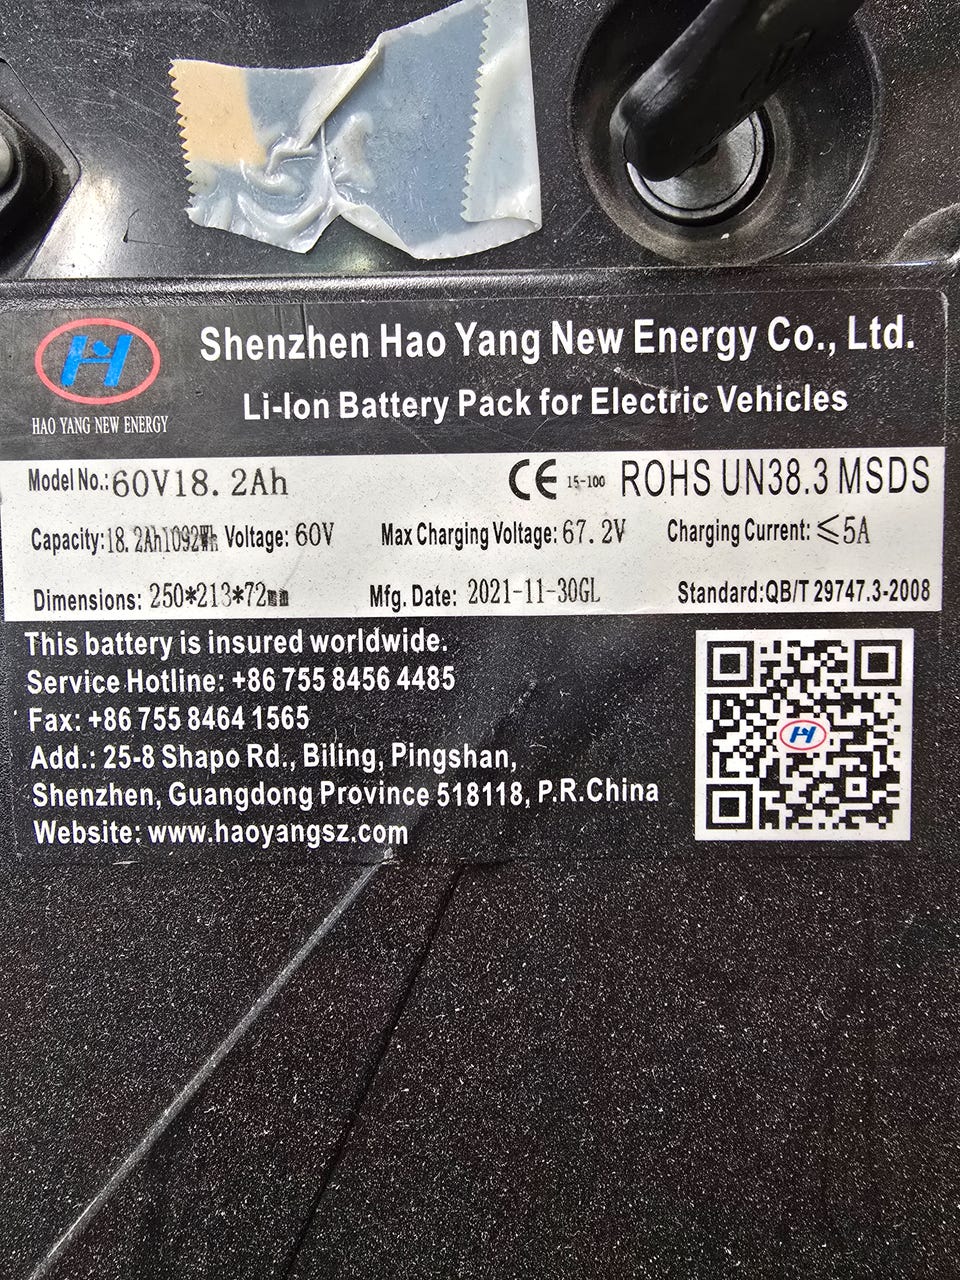 Shenzhen Hao Yang New Energy Co., Ltd.
HAO YANG NEW ENERGY
Li-Ion Battery Pack for Electric Vehicles
Model No.: 60V18.2Ah CE 15-100 ROHS UN38.3 MSDS
Capacity: 18.2Ah1092Wh Voltage: 60V Max Charging Voltage: 67.2V Charging Current: ≤5A
Dimensions: 250*213*72mm Mfg. Date: 2021-11-30GL Standard:QB/T 29747.3-2008
This battery is insured worldwide.
Service Hotline: +86 755 8456 4485
Fax: +86 755 8464 1565
Add.: 25-8 Shapo Rd., Biling, Pingshan,
Shenzhen, Guangdong Province 518118, P.R.China
Website: www.haoyangsz.com